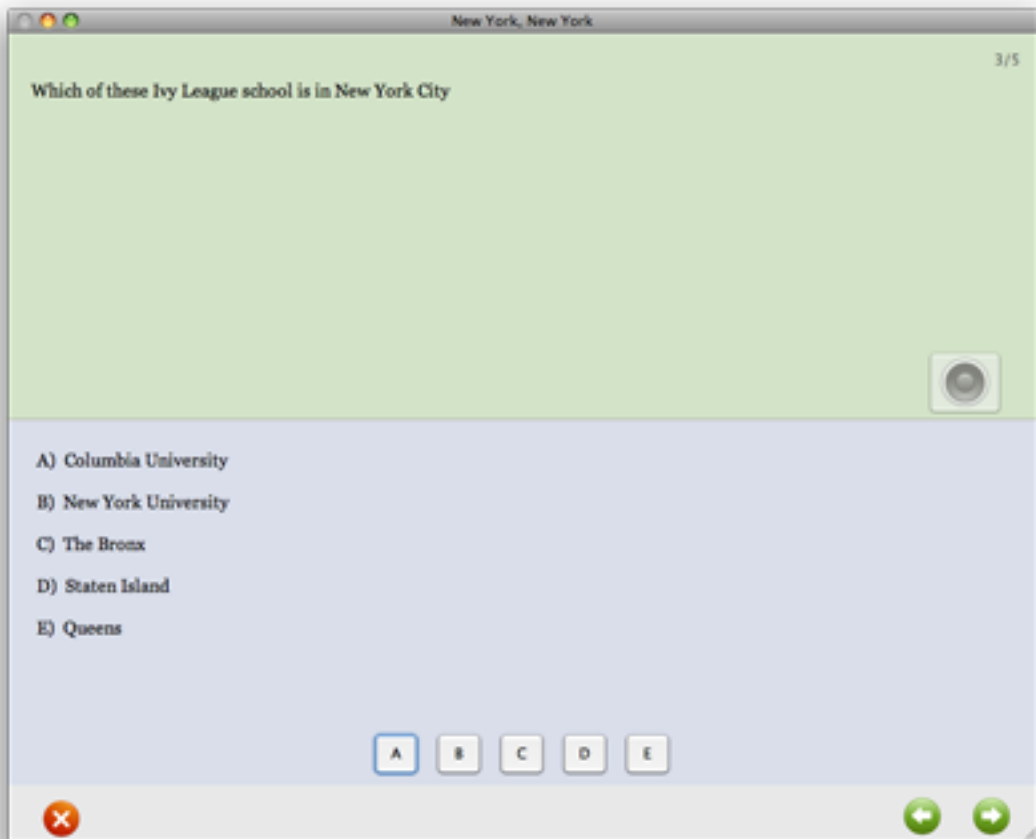 New York, New York
3/5
Which of these Ivy League school is in New York City
A) Columbia University
B) New York University
C) The Bronx
D) Staten Island
E) Queens
A B C D E